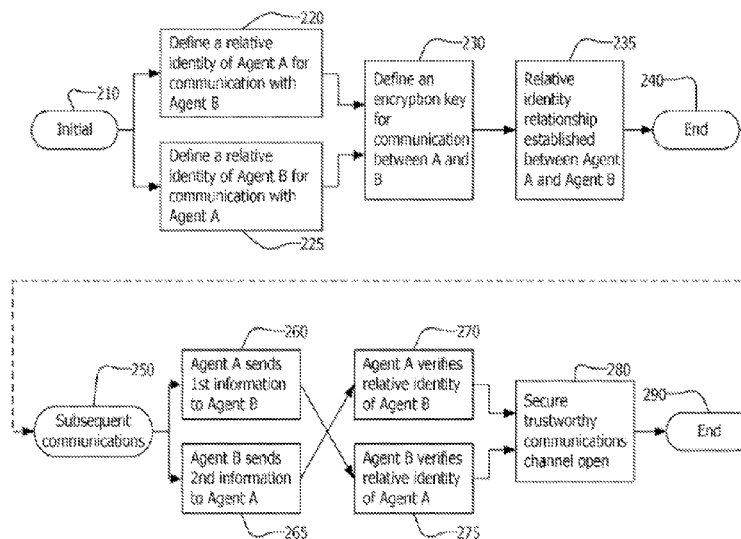 220
Define a relative
identity of Agent A for
communication with
Agent B
210
Initial
Define a relative
identity of Agent B for
communication with
Agent A
225
230
Define an
encryption key
for
communication
between A and
B
235
Relative
identity
relationship
established
between Agent
A and Agent B
240
End
250
Subsequent
communications
260
Agent A sends
1st information
to Agent B
Agent B sends
2nd information
to Agent A
265
270
Agent A verifies
relative identity
of Agent B
Agent B verifies
relative identity
of Agent A
275
280
Secure
trustworthy
communications
channel open
290
End